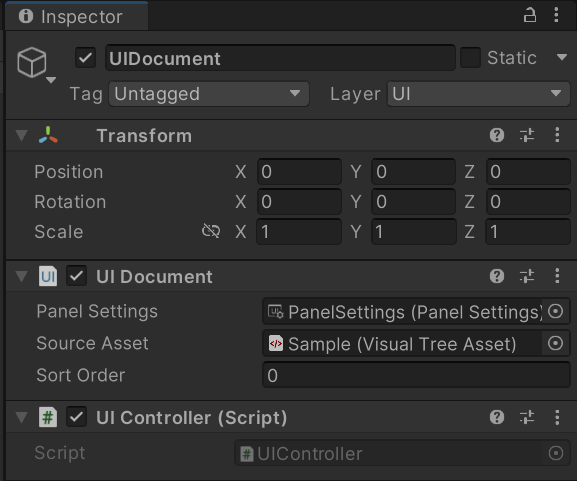 Inspector
UIDocument Static
Tag Untagged Layer UI
Transform
Position X 0 Y 0 Z 0
Rotation X 0 Y 0 Z 0
Scale X 1 Y 1 Z 1
UI UI Document
Panel Settings PanelSettings (Panel Settings)
Source Asset Sample (Visual Tree Asset)
Sort Order 0
# UI Controller (Script)
Script # UIController